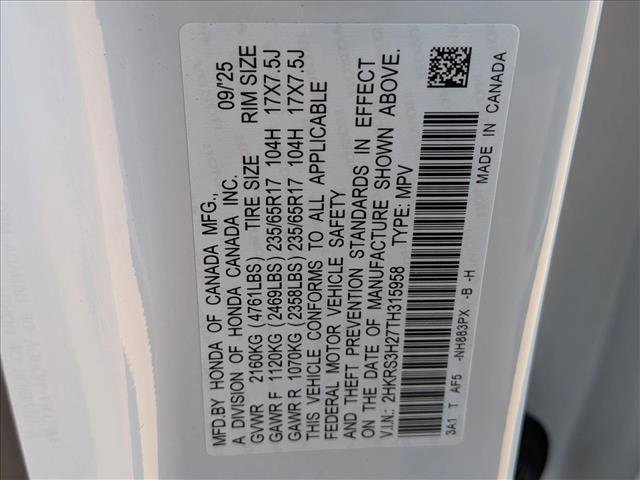 MFD.BY HONDA OF CANADA MFG., 09/'25
A DIVISION OF HONDA CANADA INC.
GVWR 2160KG (4761LBS) TIRE SIZE RIM SIZE
GAWR F 1120KG (2469LBS) 235/65R17 104H 17X7.5J
GAWR R 1070KG (2358LBS) 235/65R17 104H 17X7.5J
THIS VEHICLE CONFORMS TO ALL APPLICABLE
FEDERAL MOTOR VEHICLE SAFETY
AND THEFT PREVENTION STANDARDS IN EFFECT
ON THE DATE OF MANUFACTURE SHOWN ABOVE.
V.I.N.: 2HKRS3H27TH315958 TYPE: MPV
3A1 T AF5 -NH883PX -B -H MADE IN CANADA